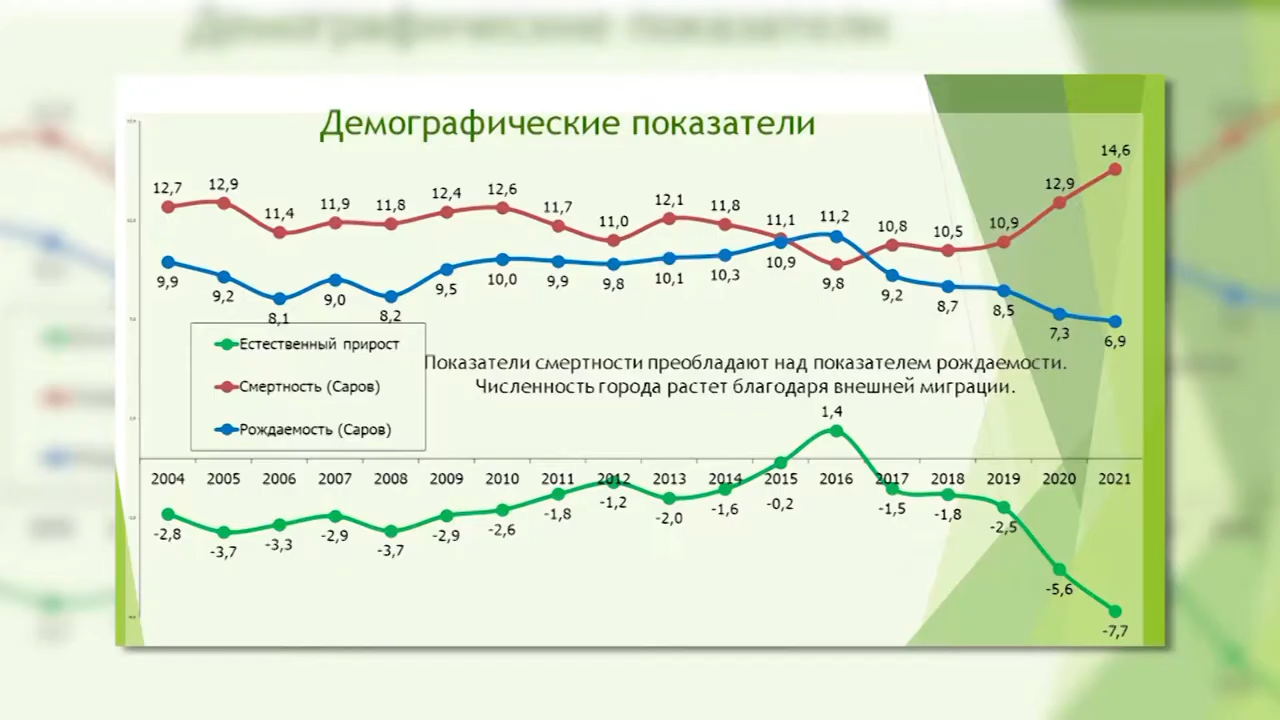 Демографические показатели
12,7 12,9 11,4 11,9 11,8 12,4 12,6 11,7 11,0 12,1 11,8 11,1 11,2 10,8 10,5 10,9 12,9 14,6
9,9 9,2 8,1 9,0 8,2 9,5 10,0 9,9 9,8 10,1 10,3 10,9 9,8 9,2 8,7 8,5 7,3 6,9
Естественный прирост
Смертность (Саров)
Рождаемость (Саров)
Показатели смертности преобладают над показателем рождаемости.
Численность города растет благодаря внешней миграции.
1,4
2004 2005 2006 2007 2008 2009 2010 2011 2012 2013 2014 2015 2016 2017 2018 2019 2020 2021
-2,8 -3,7 -3,3 -2,9 -3,7 -2,9 -2,6 -1,8 -1,2 -2,0 -1,6 -0,2 -1,5 -1,8 -2,5 -5,6 -7,7